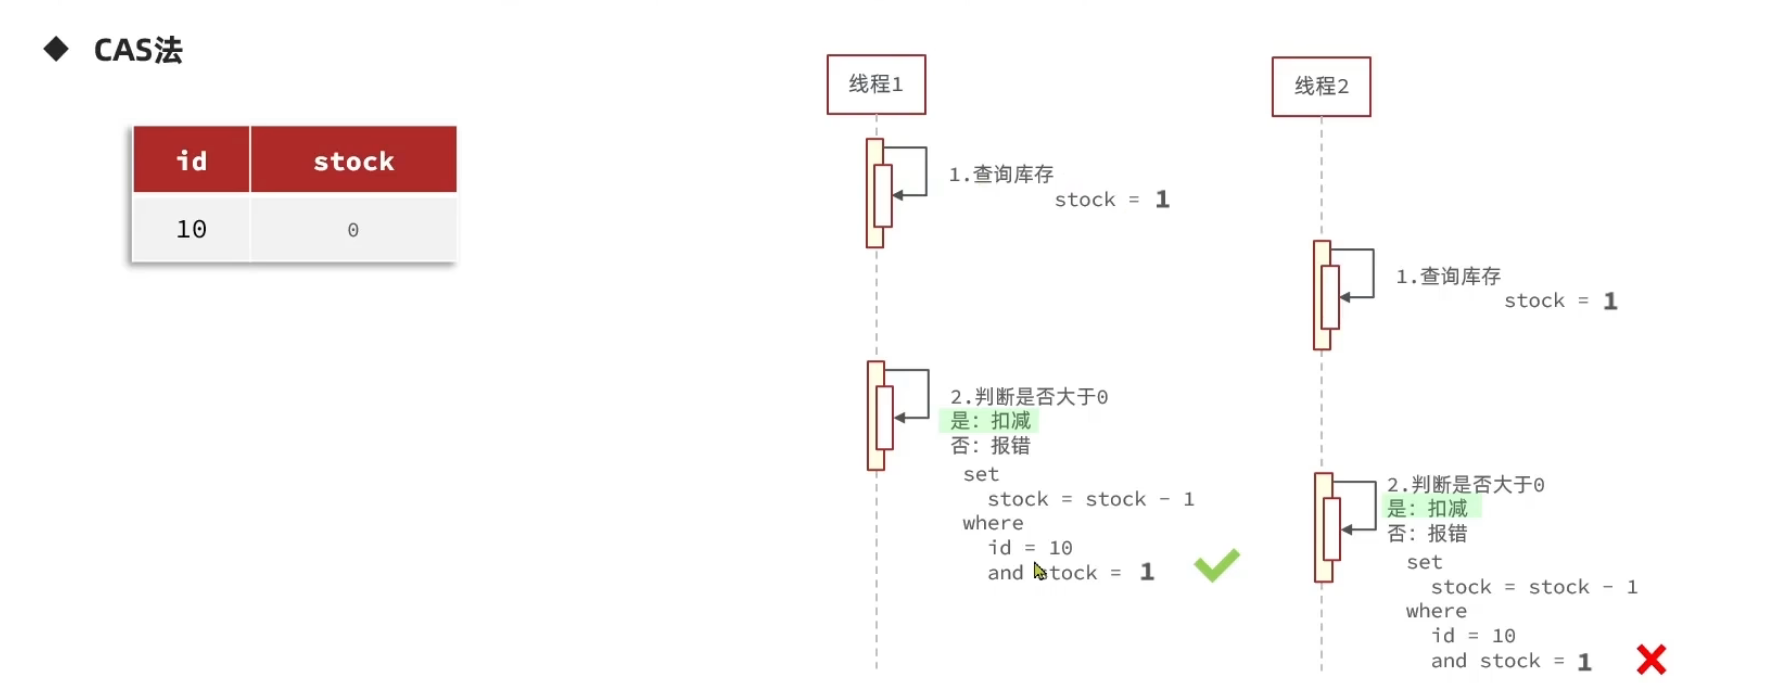 ◆ CAS法
id stock
10 0
线程1
1.查询库存
stock = 1
2.判断是否大于0
是：扣减
否：报错
set
stock = stock - 1
where
id = 10
and stock = 1
线程2
1.查询库存
stock = 1
2.判断是否大于0
是：扣减
否：报错
set
stock = stock - 1
where
id = 10
and stock = 1